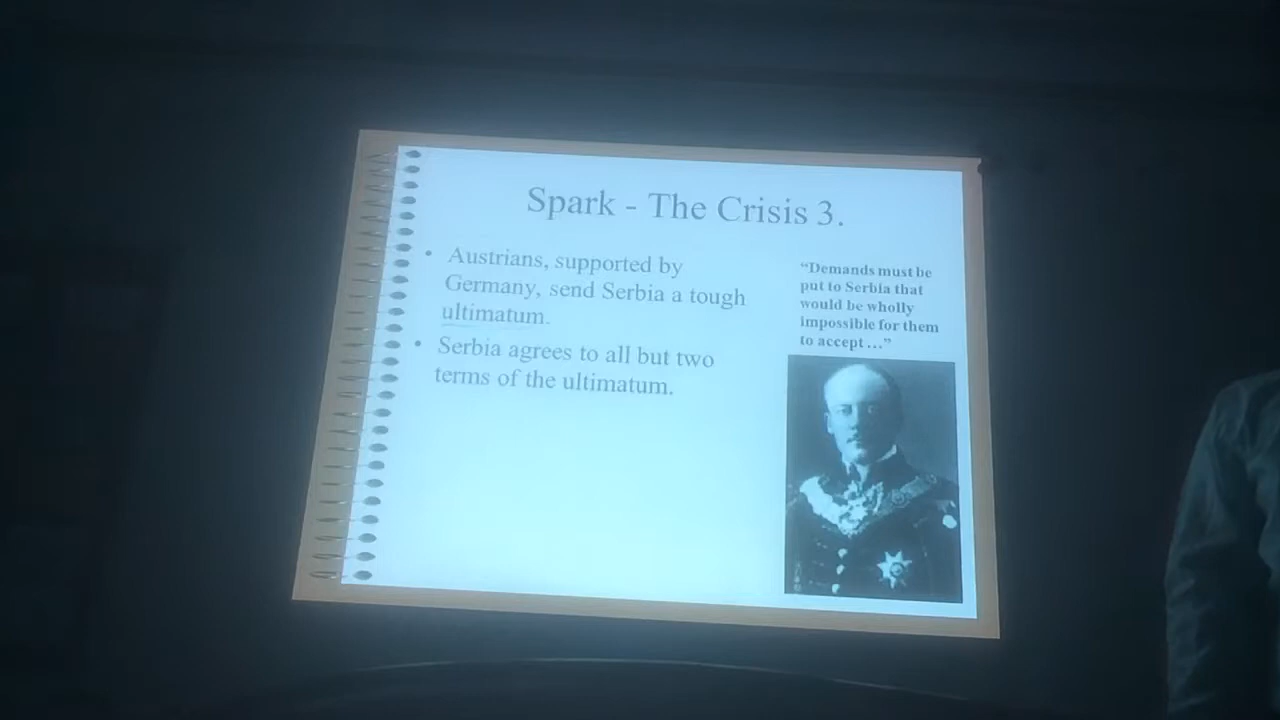 Spark - The Crisis 3.
• Austrians, supported by
Germany, send Serbia a tough
ultimatum.
• Serbia agrees to all but two
terms of the ultimatum.
“Demands must be
put to Serbia that
would be wholly
impossible for them
to accept …”